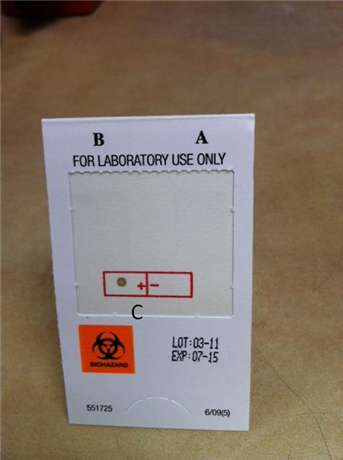 B A
FOR LABORATORY USE ONLY
+ -
C
BIOHAZARD
LOT:03-11
EXP:07-15
551725 6/09(5)